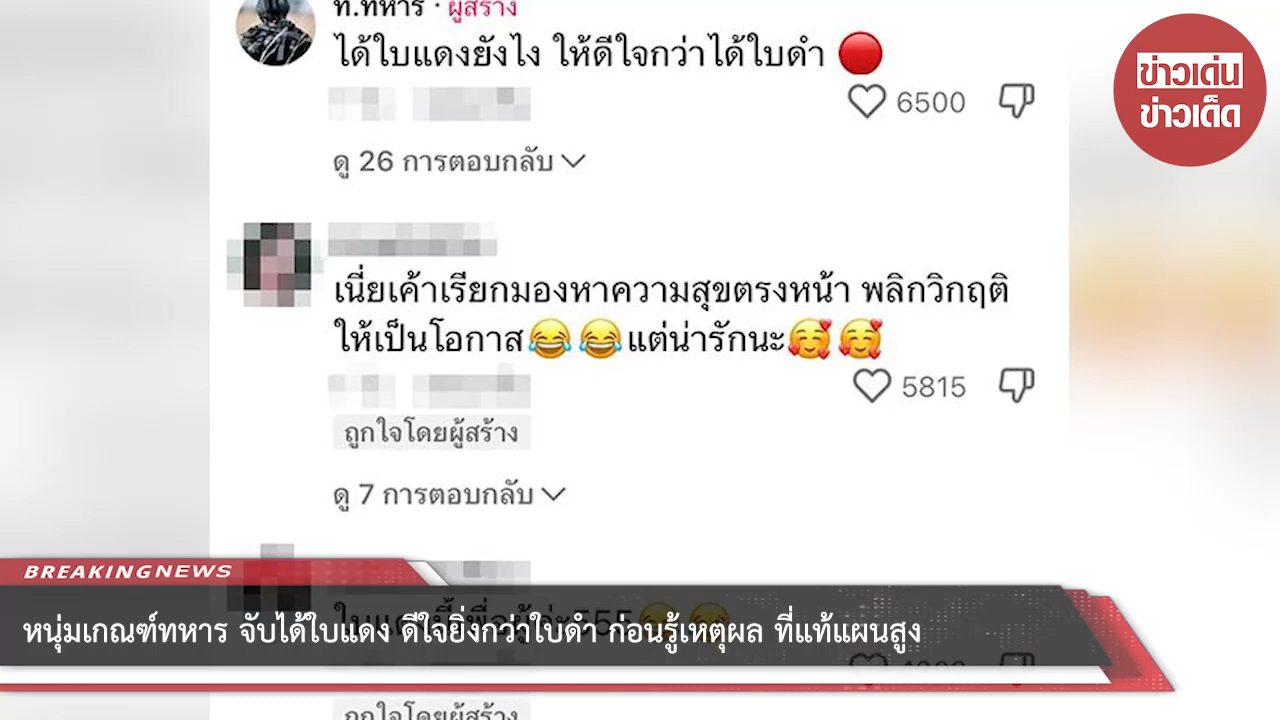 ท.ทหาร · ผู้สร้าง
ได้ใบแดงยังไง ให้ดีใจกว่าได้ใบดำ
6500
ดู 26 การตอบกลับ
ข่าวเด่น
ข่าวเด็ด
เนี่ยเค้าเรียกมองหาความสุขตรงหน้า พลิกวิกฤติ
ให้เป็นโอกาส😂😂แต่น่ารักนะ🥰🥰
5815
ถูกใจโดยผู้สร้าง
ดู 7 การตอบกลับ
BREAKINGNEWS
หนุ่มเกณฑ์ทหาร จับได้ใบแดง ดีใจยิ่งกว่าใบดำ ก่อนรู้เหตุผล ที่แท้แผนสูง
ถูกใจโดยผู้สร้าง